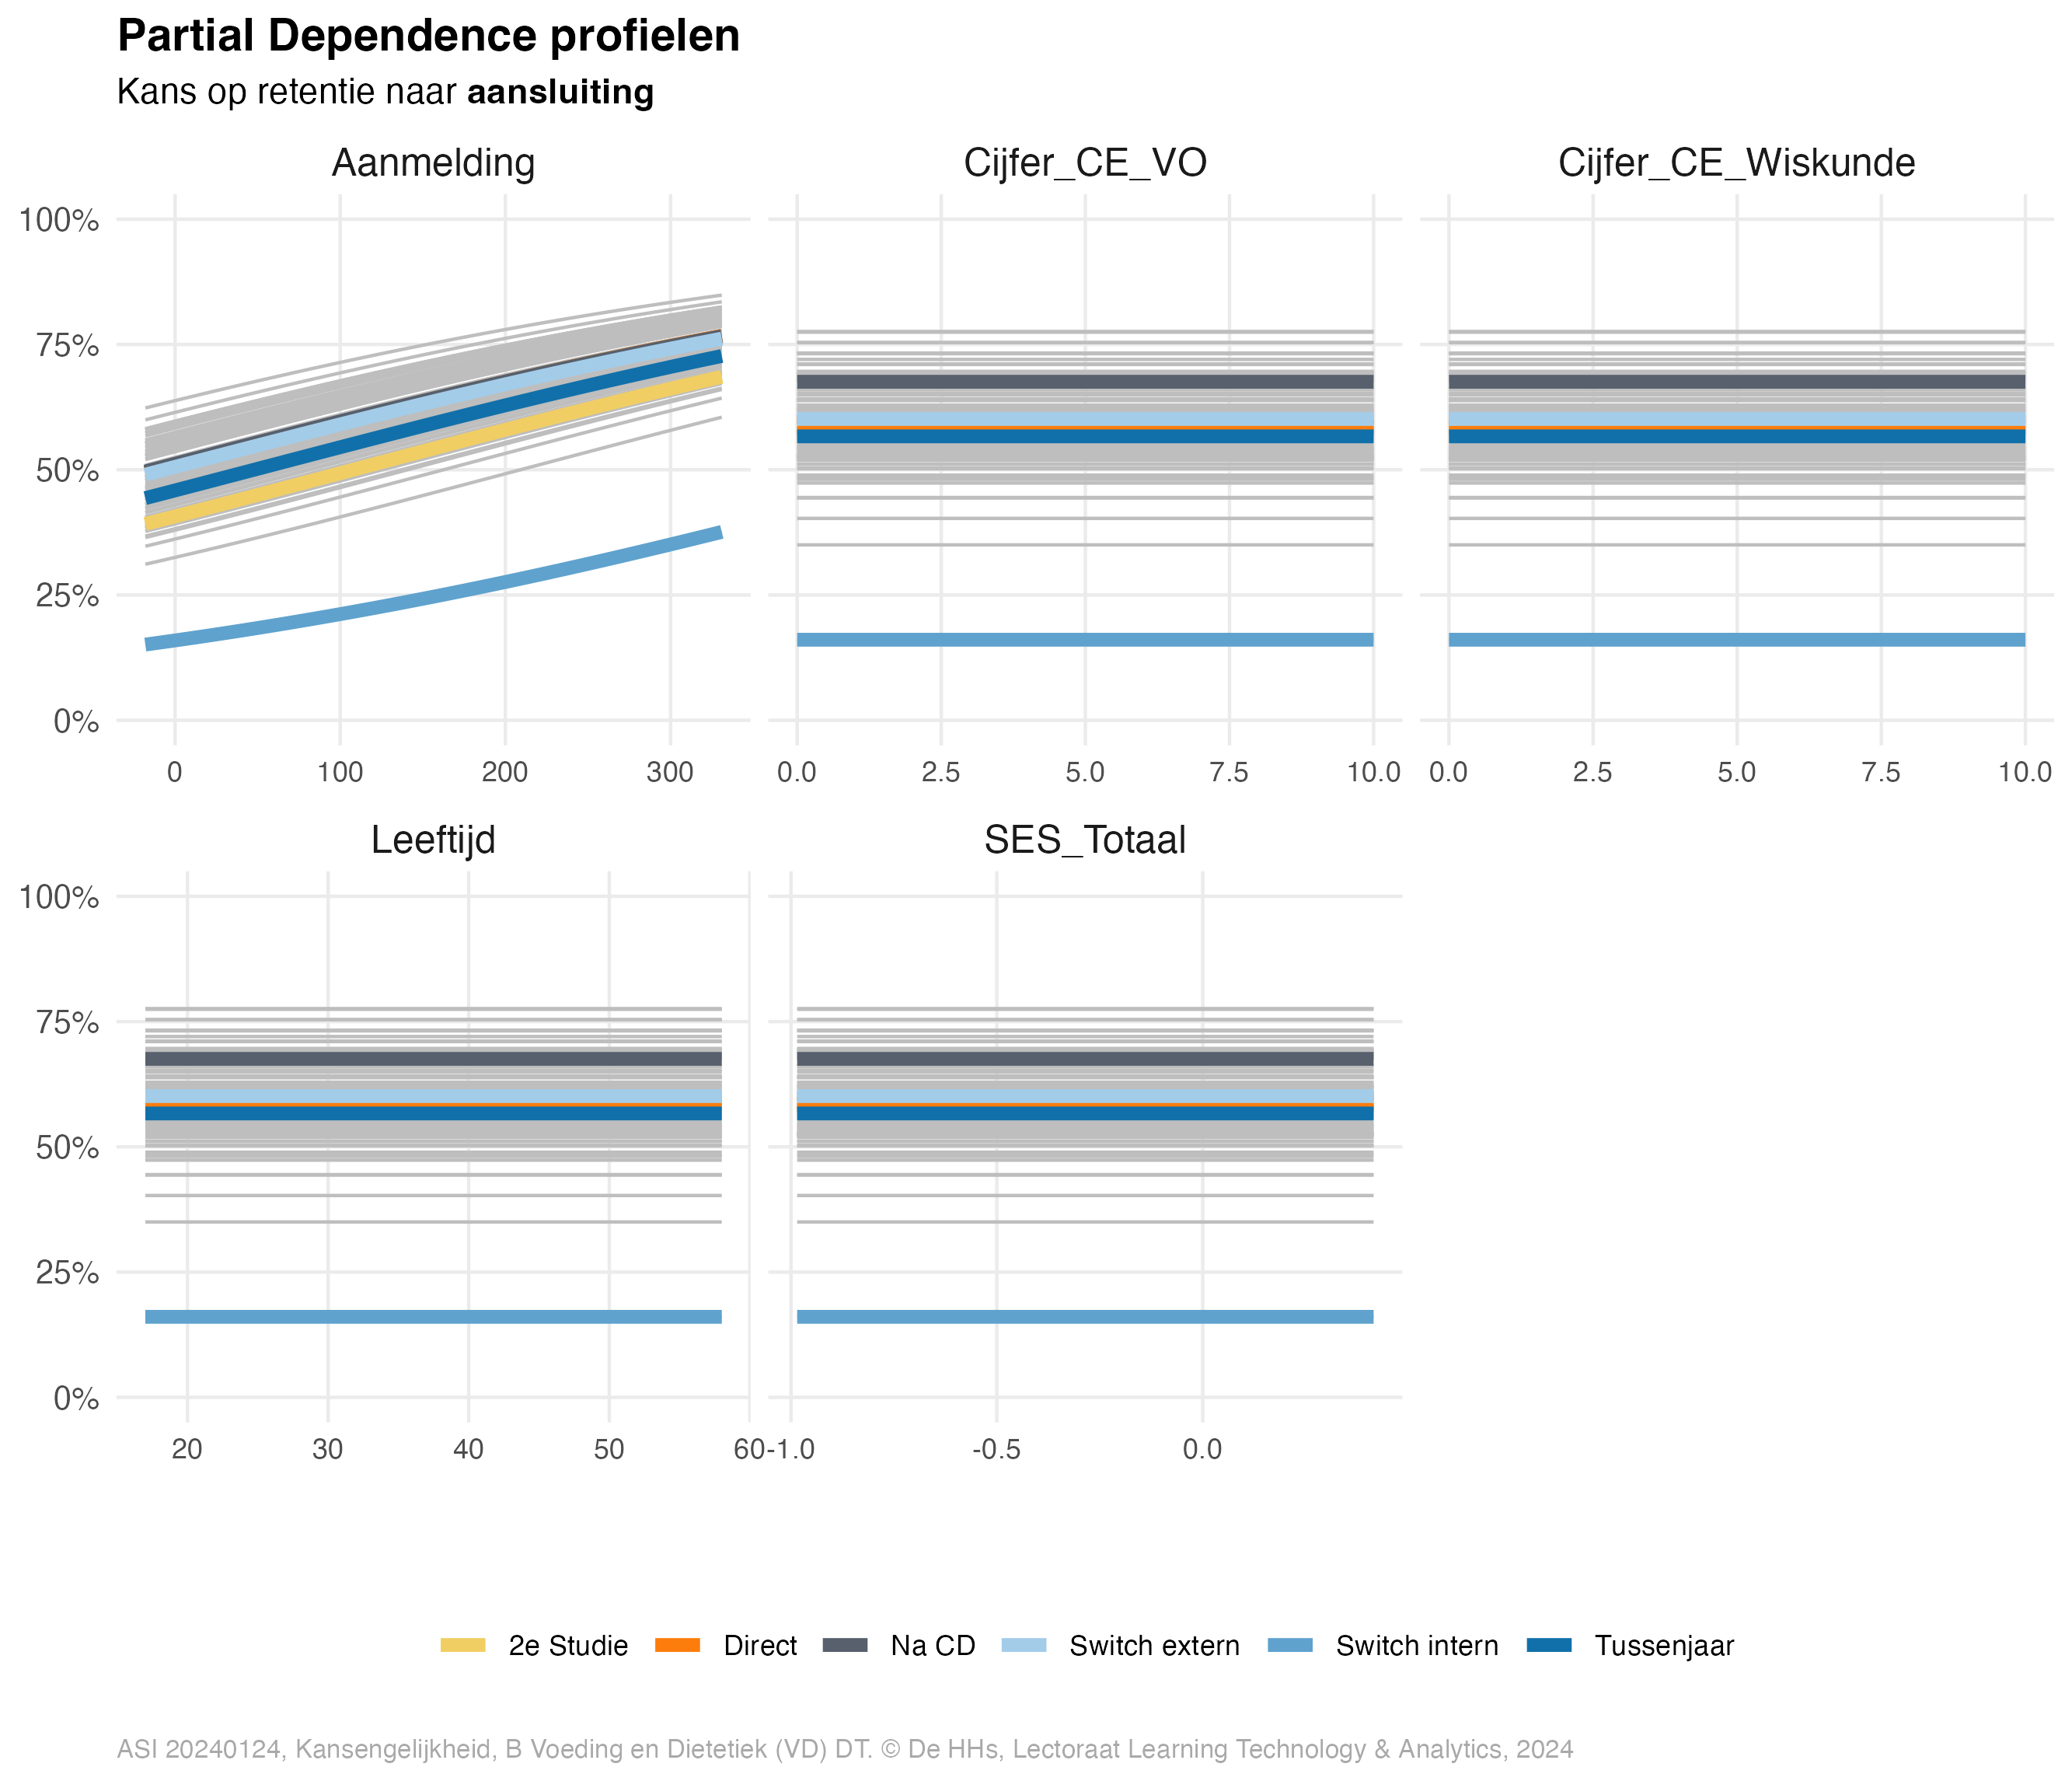 Partial Dependence profielen
Kans op retentie naar aansluiting
Aanmelding
Cijfer_CE_VO
Cijfer_CE_Wiskunde
100%
75%
50%
25%
0%
0 100 200 300
0.0 2.5 5.0 7.5 10.0
0.0 2.5 5.0 7.5 10.0
Leeftijd
SES_Totaal
100%
75%
50%
25%
0%
20 30 40 50 60
-1.0 -0.5 0.0
2e Studie Direct Na CD Switch extern Switch intern Tussenjaar
ASI 20240124, Kansengelijkheid, B Voeding en Dietetiek (VD) DT. © De HHs, Lectoraat Learning Technology & Analytics, 2024